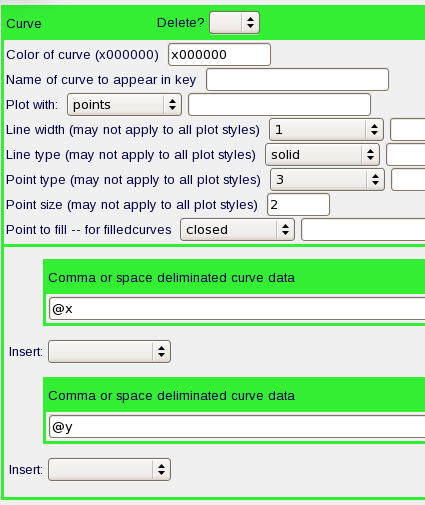 Curve Delete?
Color of curve (x000000) x000000
Name of curve to appear in key
Plot with: points
Line width (may not apply to all plot styles) 1
Line type (may not apply to all plot styles) solid
Point type (may not apply to all plot styles) 3
Point size (may not apply to all plot styles) 2
Point to fill -- for filledcurves closed
Comma or space deliminated curve data
@x
Insert:
Comma or space deliminated curve data
@y
Insert: